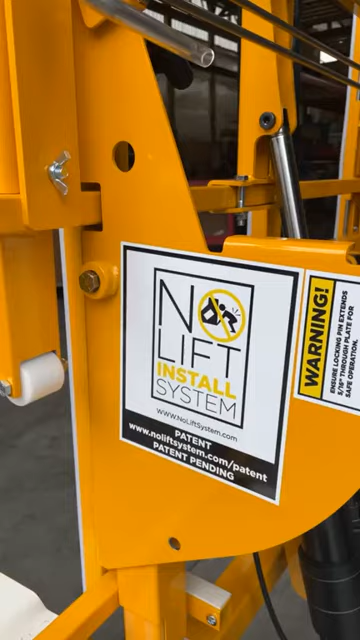 NO
LIFT
INSTALL
SYSTEM
www.NoLiftSystem.com
PATENT
www.noliftsystem.com/patent
PATENT PENDING
WARNING!
ENSURE LOCKING PIN EXTENDS
5/16" THROUGH PLATE FOR
SAFE OPERATION.